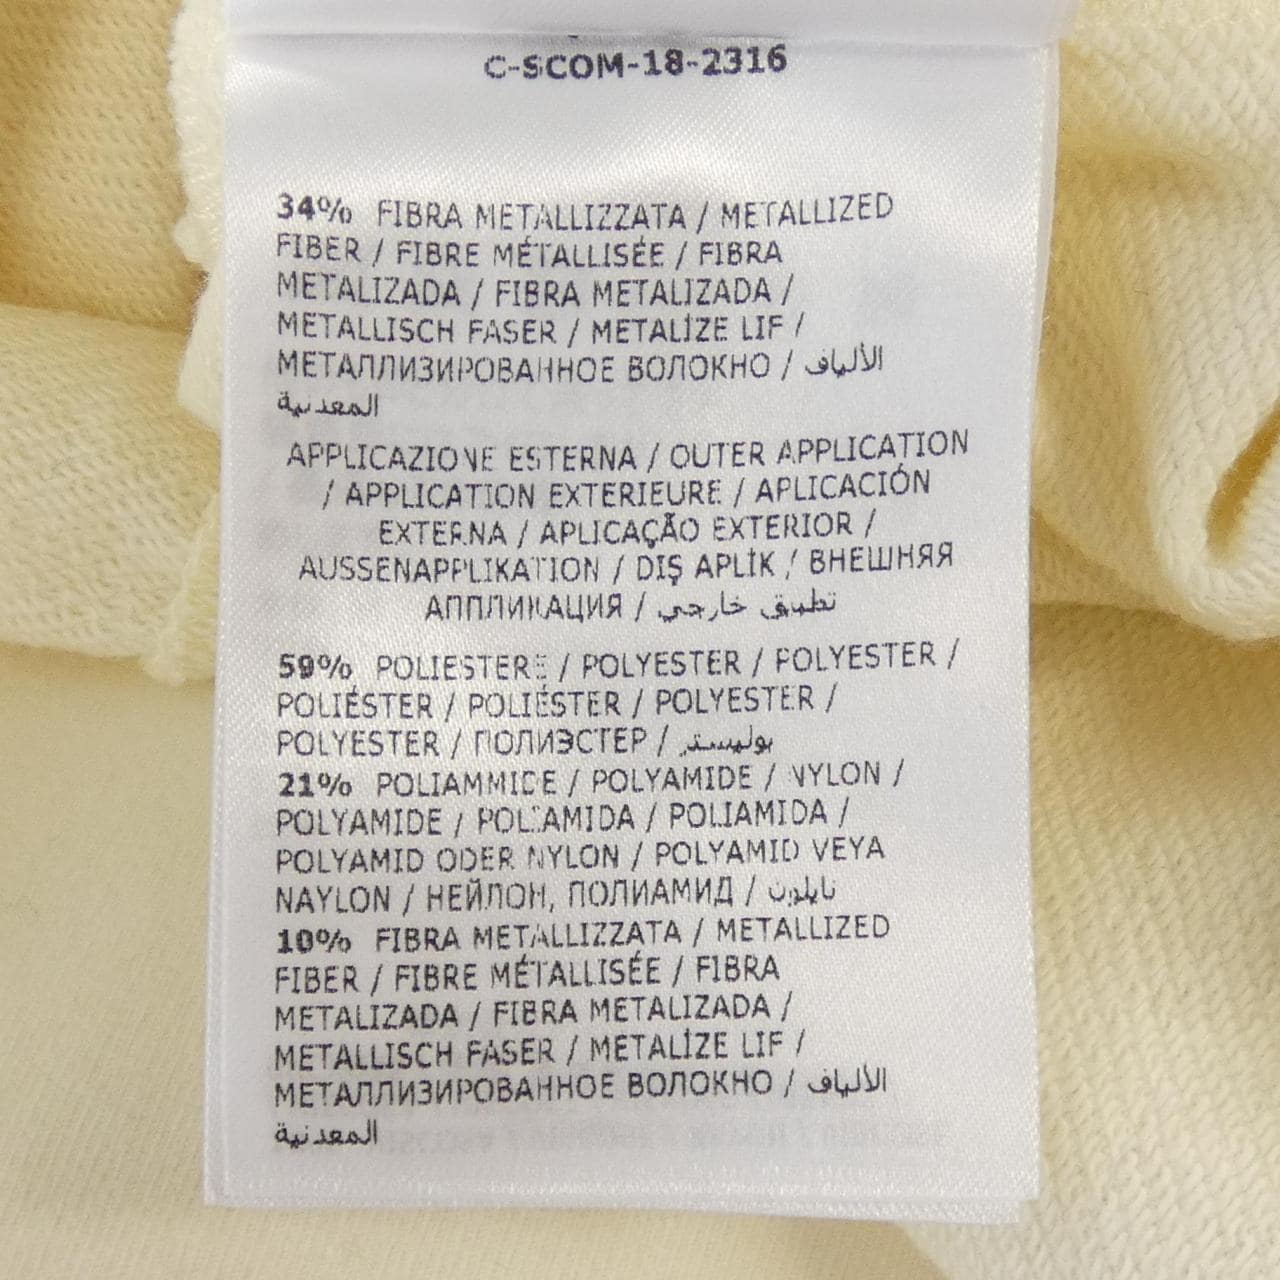 C-SCOM-18-2316
34% FIBRA METALLIZZATA / METALLIZED
FIBER / FIBRE MÉTALLISÉE / FIBRA
METALIZADA / FIBRA METALIZADA /
METALLISCH FASER / METALİZE LIF /
МЕТАЛЛИЗИРОВАННОЕ ВОЛОКНО / الألياف
المعدنية
APPLICAZIONE ESTERNA / OUTER APPLICATION
/ APPLICATION EXTERIEURE / APLICACIÓN
EXTERNA / APLICAÇÃO EXTERIOR /
AUSSENAPPLIKATION / DIŞ APLİK / ВНЕШНЯЯ
АППЛИКАЦИЯ / تطبيق خارجي
59% POLIESTERE / POLYESTER / POLYESTER /
POLIÉSTER / POLIÉSTER / POLYESTER /
POLYESTER / ПОЛИЭСТЕР / بوليستر
21% POLIAMMIDE / POLYAMIDE / NYLON /
POLYAMIDE / POLIAMIDA / POLIAMIDA /
POLYAMID ODER NYLON / POLYAMID VEYA
NAYLON / НЕЙЛОН, ПОЛИАМИД / نايلون
10% FIBRA METALLIZZATA / METALLIZED
FIBER / FIBRE MÉTALLISÉE / FIBRA
METALIZADA / FIBRA METALIZADA /
METALLISCH FASER / METALİZE LIF /
МЕТАЛЛИЗИРОВАННОЕ ВОЛОКНО / الألياف
المعدنية